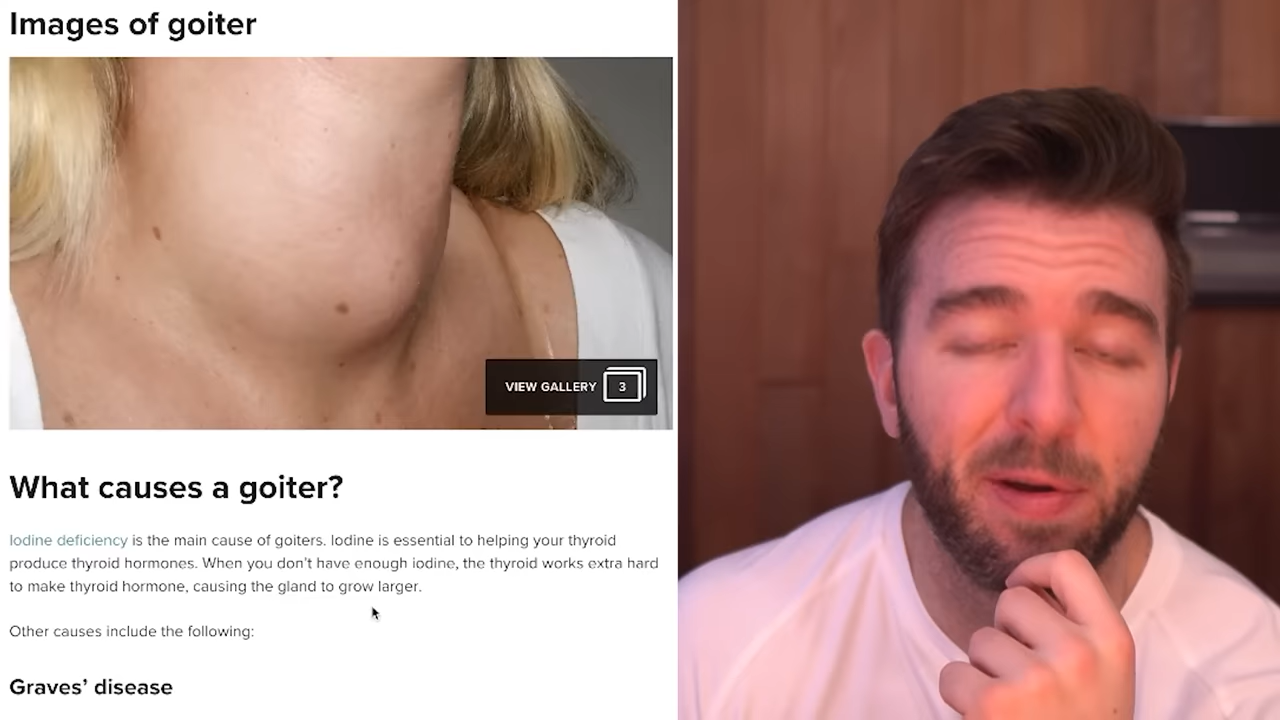 Images of goiter
VIEW GALLERY 3
What causes a goiter?
Iodine deficiency is the main cause of goiters. Iodine is essential to helping your thyroid
produce thyroid hormones. When you don’t have enough iodine, the thyroid works extra hard
to make thyroid hormone, causing the gland to grow larger.
Other causes include the following:
Graves’ disease